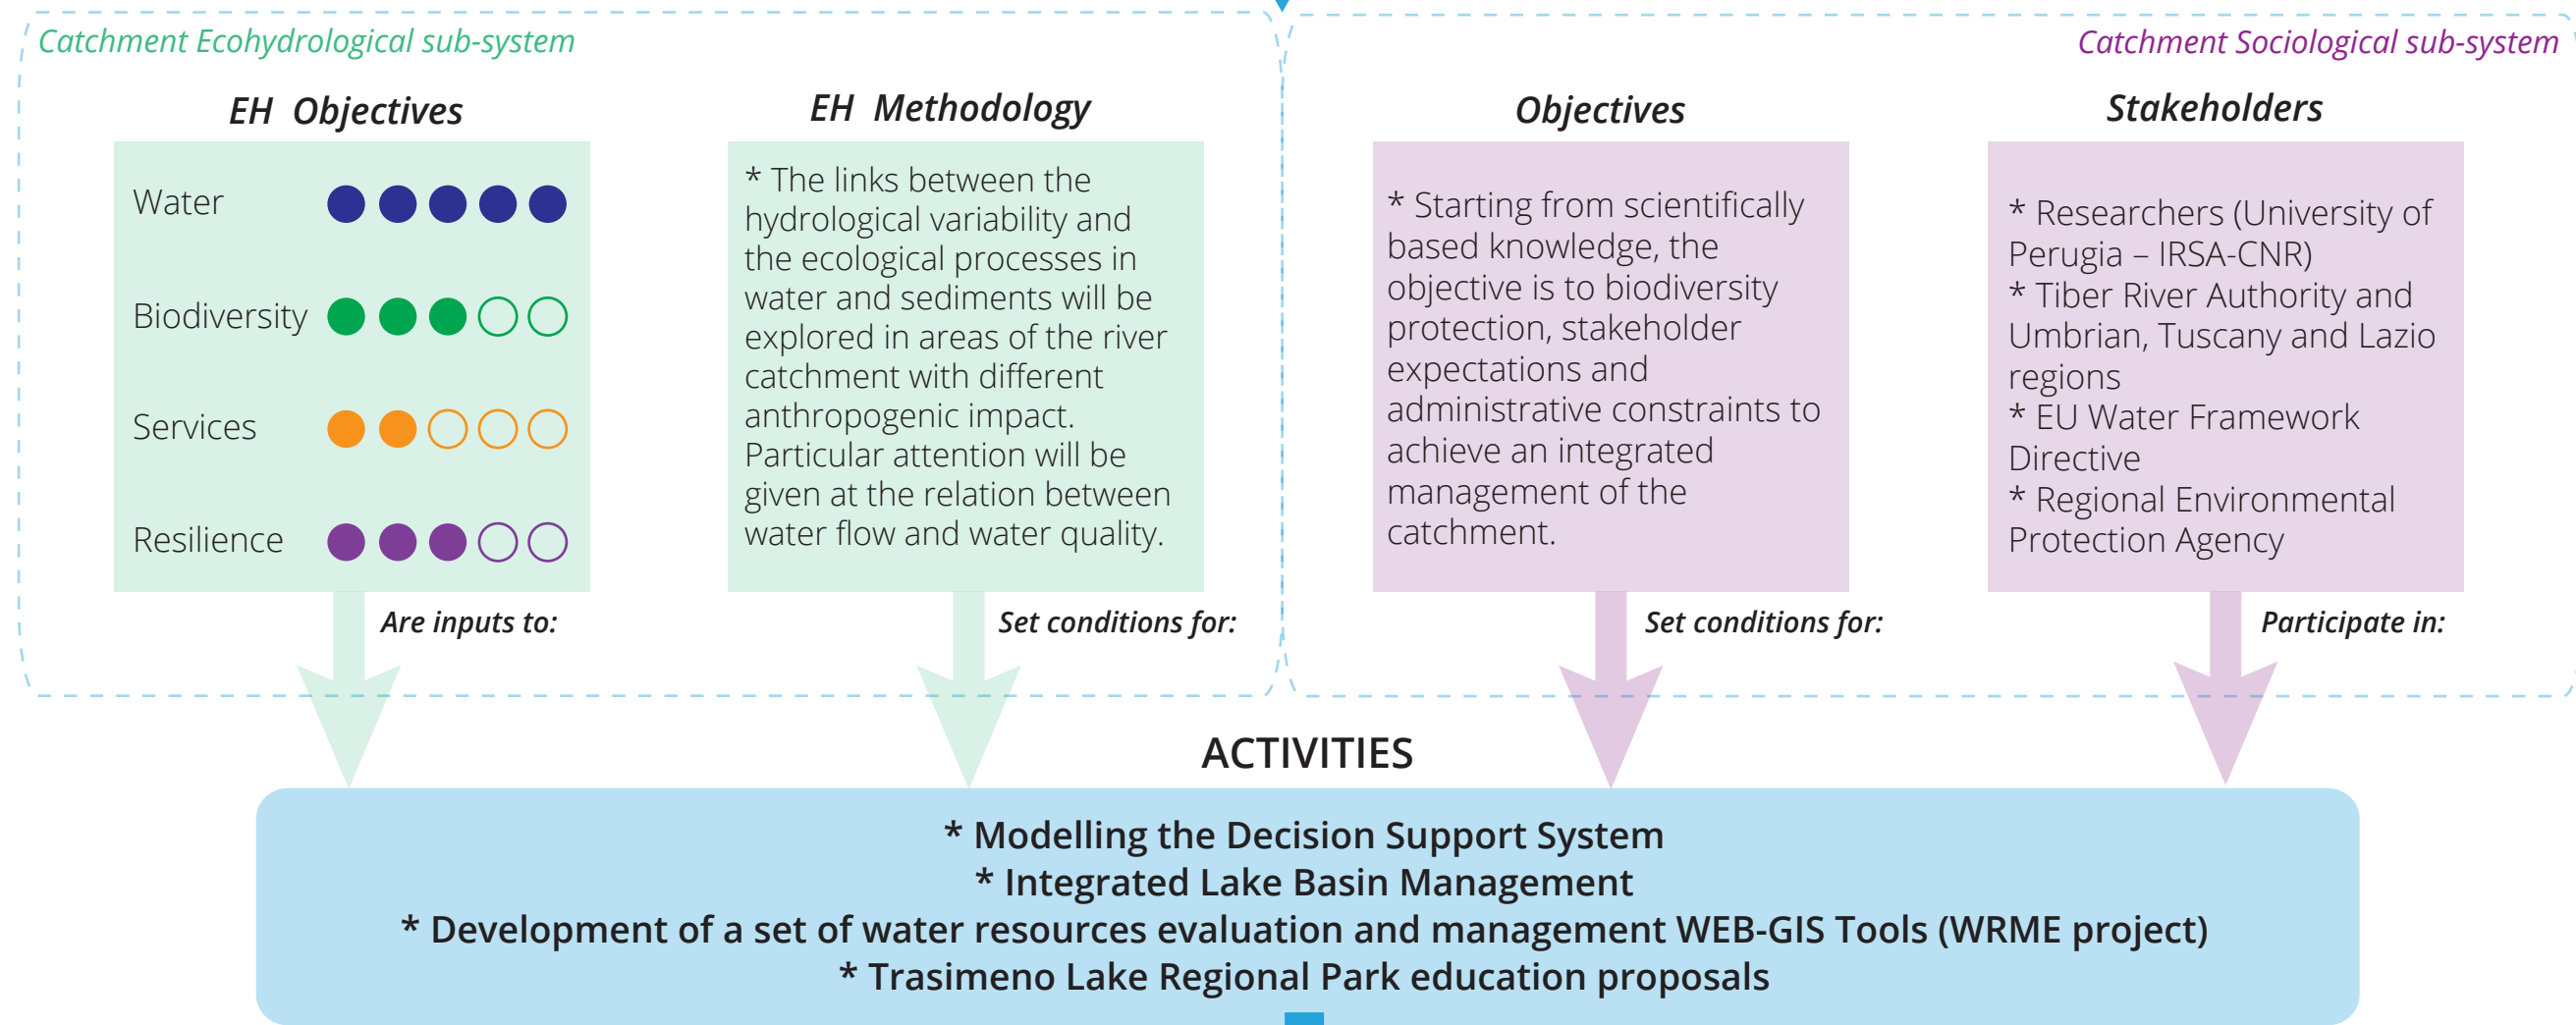 Catchment Ecohydrological sub-system
EH Objectives
Water
Biodiversity
Services
Resilience
Are inputs to:
EH Methodology
* The links between the
hydrological variability and
the ecological processes in
water and sediments will be
explored in areas of the river
catchment with different
anthropogenic impact.
Particular attention will be
given at the relation between
water flow and water quality.
Set conditions for:
Catchment Sociological sub-system
Objectives
* Starting from scientifically
based knowledge, the
objective is to biodiversity
protection, stakeholder
expectations and
administrative constraints to
achieve an integrated
management of the
catchment.
Set conditions for:
Stakeholders
* Researchers (University of
Perugia – IRSA-CNR)
* Tiber River Authority and
Umbrian, Tuscany and Lazio
regions
* EU Water Framework
Directive
* Regional Environmental
Protection Agency
Participate in:
ACTIVITIES
* Modelling the Decision Support System
* Integrated Lake Basin Management
* Development of a set of water resources evaluation and management WEB-GIS Tools (WRME project)
* Trasimeno Lake Regional Park education proposals